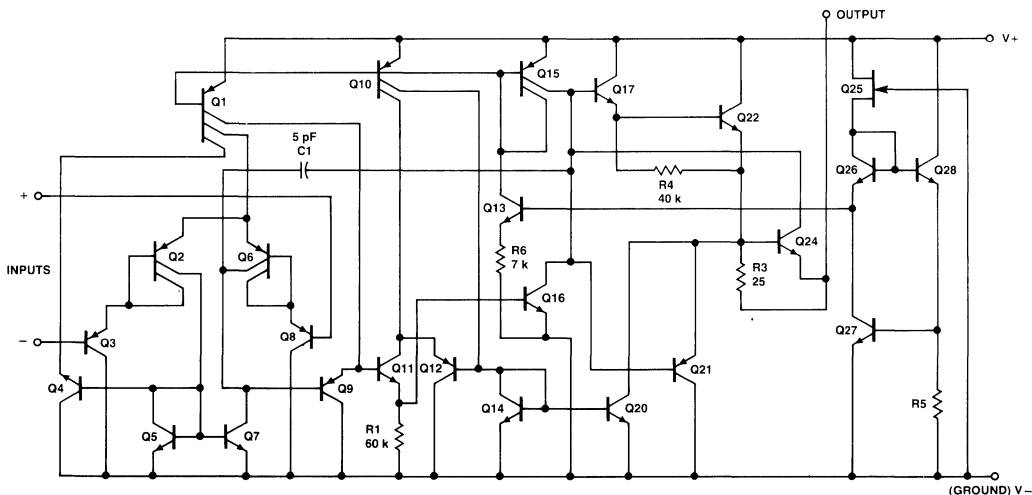 OUTPUT
V+
Q10
Q15
Q17
Q25
Q1
Q22
5 pF
C1
R4
40 k
Q26
Q28
+
Q13
Q24
R6
7 k
R3
25
INPUTS
Q2
Q6
Q16
Q8
Q27
−
Q3
Q21
Q4
Q9
Q11
Q12
Q14
Q20
R5
Q5
Q7
R1
60 k
(GROUND) V−